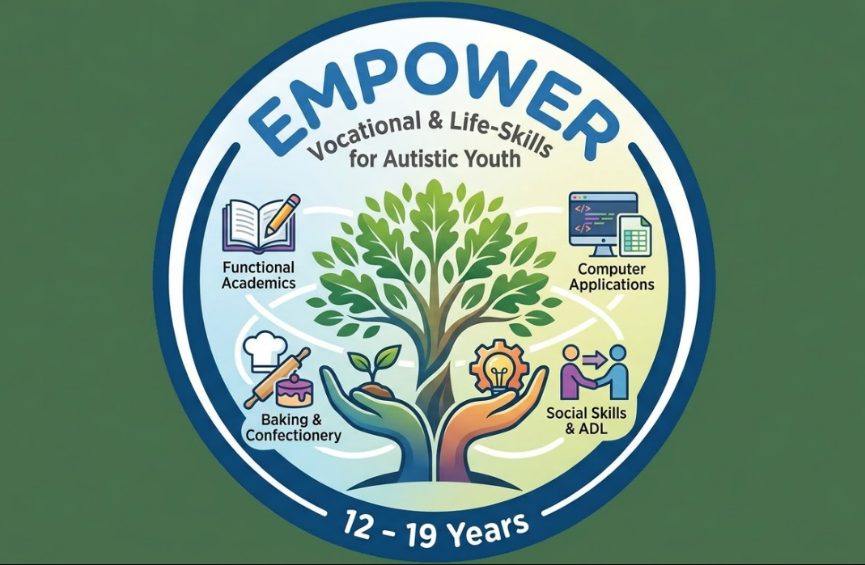 EMPOWER
Vocational & Life-Skills
for Autistic Youth
Functional
Academics
</>
</>
Computer
Applications
Baking &
Confectionery
Social Skills
& ADL
12 - 19 Years